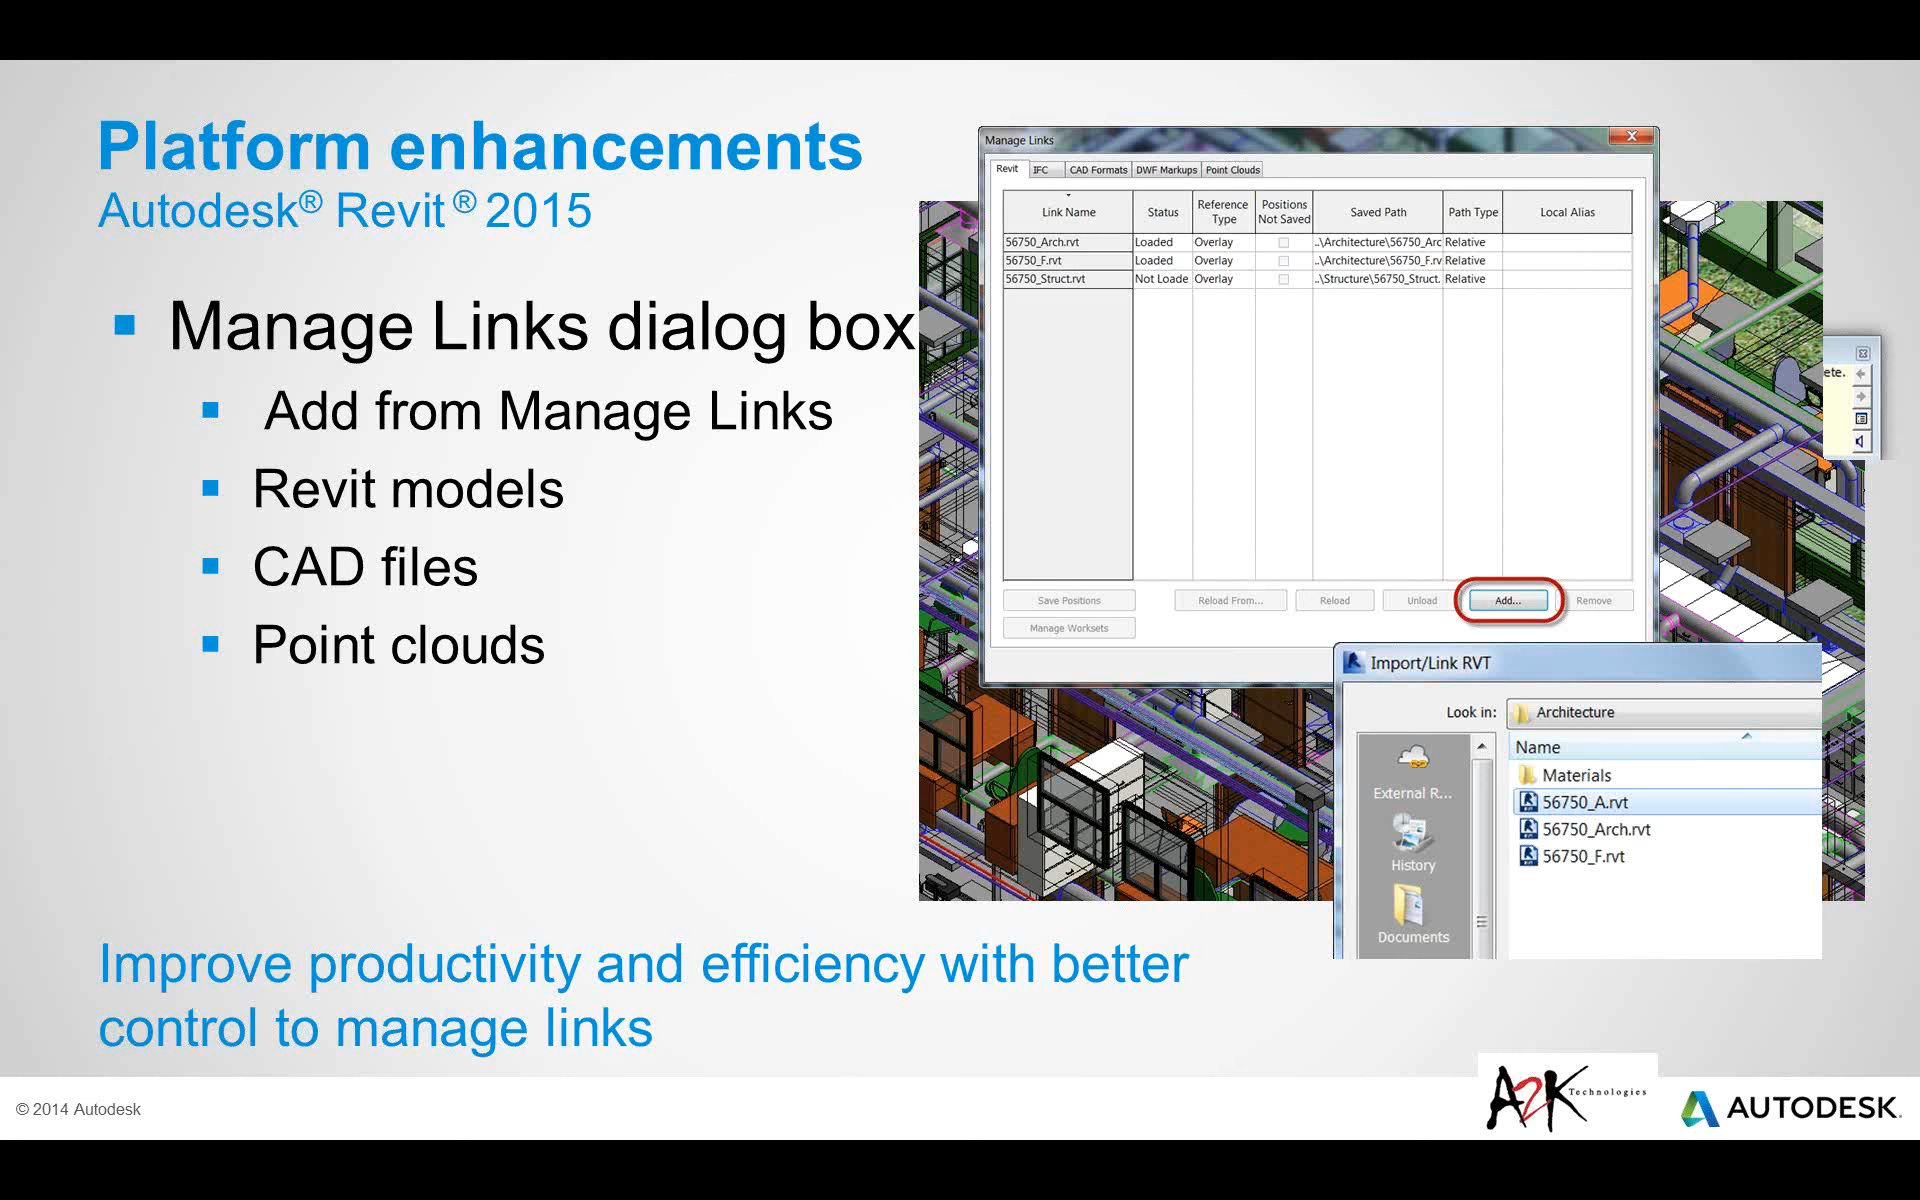 Platform enhancements
Autodesk® Revit ® 2015
Manage Links dialog box
Add from Manage Links
Revit models
CAD files
Point clouds
Improve productivity and efficiency with better
control to manage links
Manage Links
Revit IFC CAD Formats DWF Markups Point Clouds
Link Name Status Reference Type Positions Not Saved Saved Path Path Type Local Alias
56750_Arch.rvt Loaded Overlay ..\Architecture\56750_Arc Relative
56750_F.rvt Loaded Overlay ..\Architecture\56750_F.rv Relative
56750_Struct.rvt Not Loade Overlay ..\Structure\56750_Struct. Relative
Save Positions Reload From... Reload Unload Add... Remove
Manage Worksets
ete.
Import/Link RVT
Look in: Architecture
Name
Materials
56750_A.rvt
56750_Arch.rvt
56750_F.rvt
External R...
History
Documents
© 2014 Autodesk
A2K Technologies
AUTODESK.